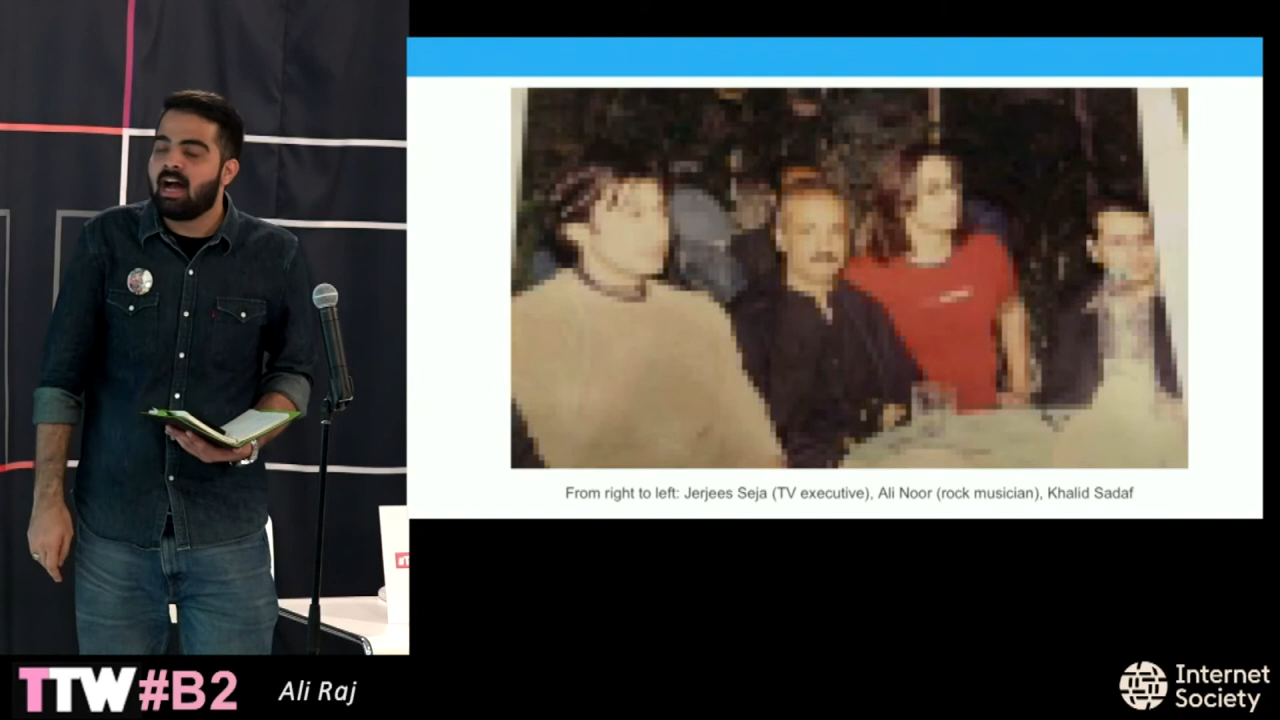 From right to left: Jerjees Seja (TV executive), Ali Noor (rock musician), Khalid Sadaf
TTW#B2
Ali Raj
Internet
Society